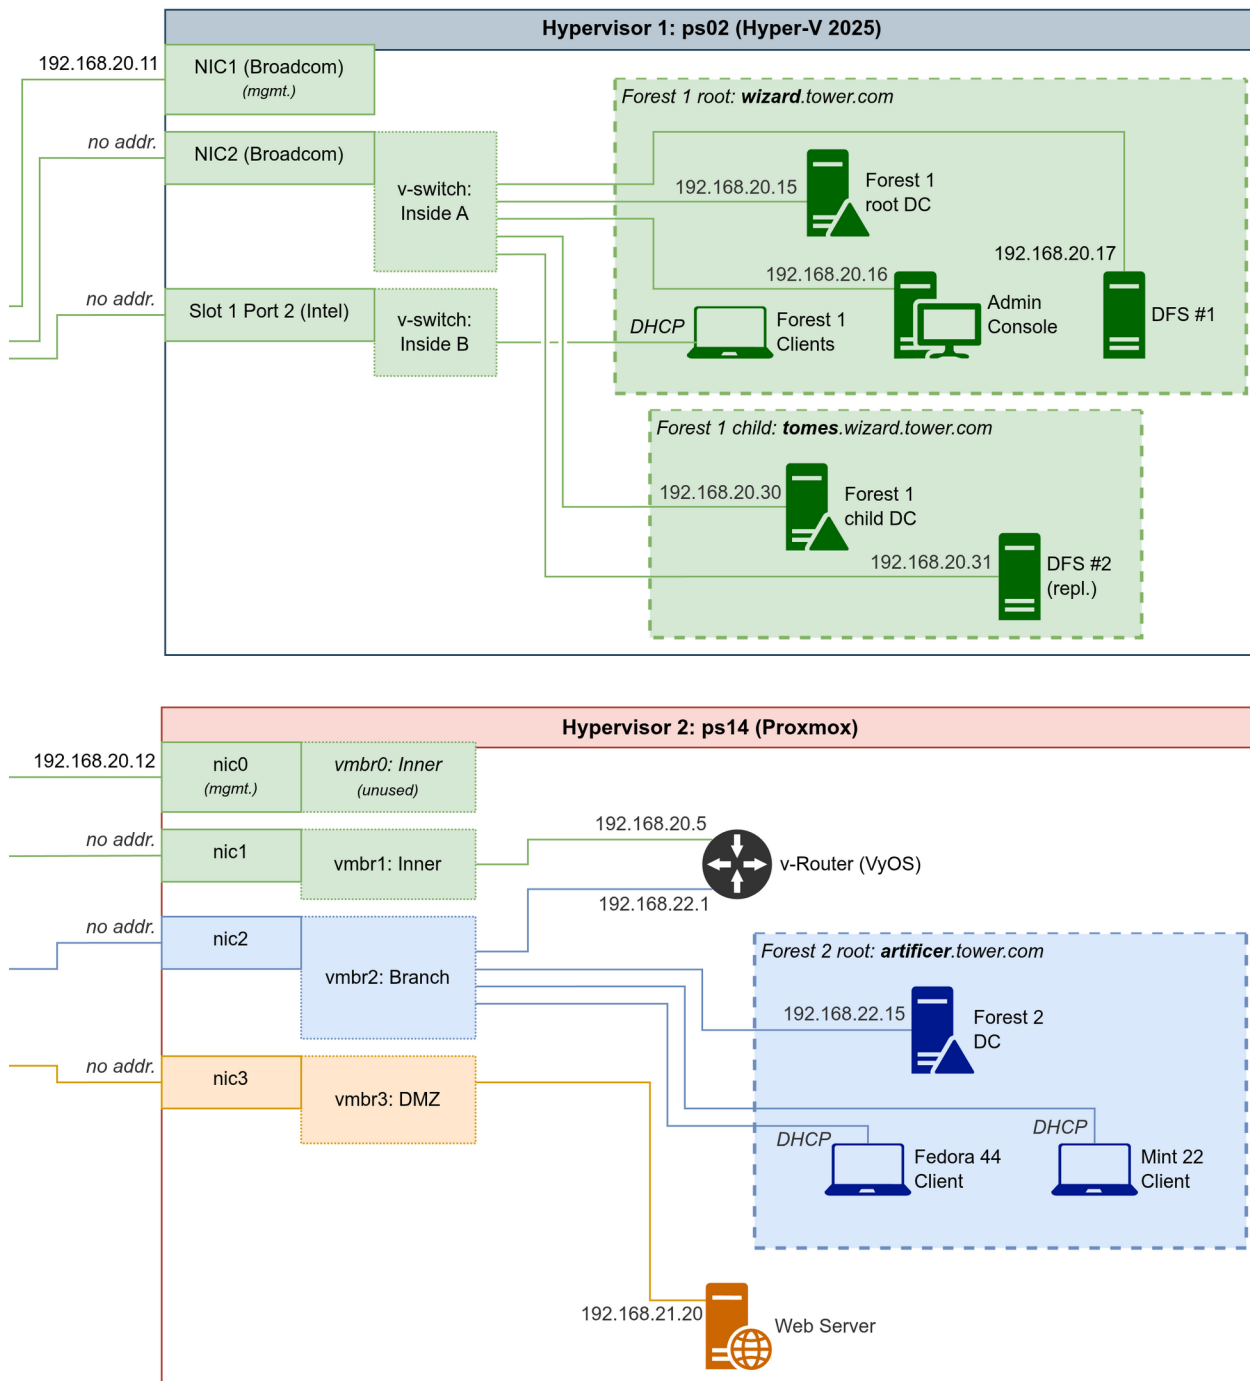 Hypervisor 1: ps02 (Hyper-V 2025)
192.168.20.11
NIC1 (Broadcom)
(mgmt.)
no addr.
NIC2 (Broadcom)
v-switch:
Inside A
no addr.
Slot 1 Port 2 (Intel)
v-switch:
Inside B
Forest 1 root: wizard.tower.com
192.168.20.15
Forest 1
root DC
192.168.20.16
Admin
Console
192.168.20.17
DFS #1
DHCP
Forest 1
Clients
Forest 1 child: tomes.wizard.tower.com
192.168.20.30
Forest 1
child DC
192.168.20.31
DFS #2
(repl.)
Hypervisor 2: ps14 (Proxmox)
192.168.20.12
nic0
(mgmt.)
vmbr0: Inner
(unused)
no addr.
nic1
vmbr1: Inner
192.168.20.5
v-Router (VyOS)
192.168.22.1
no addr.
nic2
vmbr2: Branch
Forest 2 root: artificer.tower.com
192.168.22.15
Forest 2
DC
DHCP
Fedora 44
Client
DHCP
Mint 22
Client
no addr.
nic3
vmbr3: DMZ
192.168.21.20
Web Server